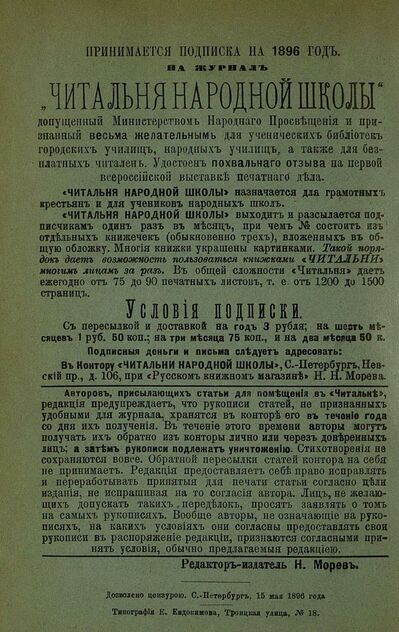 ПРИНИМАЕТСЯ ПОДПИСКА НА 1896 ГОДЪ.
НА ЖУРНАЛЪ
„ЧИТАЛЬНЯ НАРОДНОЙ ШКОЛЫ“
допущенный Министерствомъ Народнаго Просвѣщенія и при-
знанный весьма желательнымъ для ученическихъ библіотекъ
городскихъ училищъ, народныхъ училищъ, а также для без-
платныхъ читаленъ. Удостоенъ похвальнаго отзыва на первой
всероссійской выставкѣ печатнаго дѣла.
«ЧИТАЛЬНЯ НАРОДНОЙ ШКОЛЫ» назначается для грамотныхъ
крестьянъ и для учениковъ народныхъ школъ.
«ЧИТАЛЬНЯ НАРОДНОЙ ШКОЛЫ» выходитъ и разсылается под-
писчикамъ одинъ разъ въ мѣсяцъ, при чемъ № состоитъ изъ
отдѣльныхъ книжечекъ (обыкновенно трехъ), вложенныхъ въ об-
щую обложку. Многія книжки украшены картинками. Такой поря-
докъ даетъ возможность пользоваться книжками «ЧИТАЛЬНИ»
многимъ лицамъ за разъ. Въ общей сложности «Читальня» даетъ
ежегодно отъ 75 до 90 печатныхъ листовъ, т. е. отъ 1200 до 1500
страницъ.
УСЛОВІЯ ПОДПИСКИ.
Съ пересылкой и доставкой на годъ 3 рубля; на шесть мѣ-
сяцевъ 1 руб. 50 коп.; на три мѣсяца 75 коп., и на два мѣсяца 50 к.
Подписныя деньги и письма слѣдуетъ адресовать:
Въ Контору «ЧИТАЛЬНИ НАРОДНОЙ ШКОЛЫ», С.-Петербургъ, Нев-
скій пр., д. 106, при «Русскомъ книжномъ магазинѣ» Н. Н. Морева.
Авторовъ, присылающихъ статьи для помѣщенія въ «Читальнѣ»,
редакція предупреждаетъ, что рукописи статей, не признанныхъ
удобными для журнала, хранятся въ конторѣ его въ теченіе года
со дня ихъ полученія. Въ теченіе этого времени авторы могутъ
получать ихъ обратно изъ конторы лично или черезъ довѣренныхъ
лицъ; а затѣмъ рукописи подлежатъ уничтоженію. Стихотворенія не
сохраняются вовсе. Обратной пересылки статей контора на себя
не принимаетъ. Редакція предоставляетъ себѣ право исправлять
и переработывать принятыя для печати статьи согласно цѣли
изданія, не испрашивая на то согласія автора. Лицъ, не желаю-
щихъ допускать такихъ передѣлокъ, просятъ заявлять о томъ
на самыхъ рукописяхъ. Вообще авторы, не означающіе на руко-
писяхъ, на какихъ условіяхъ они согласны предоставить свои
рукописи въ распоряженіе редакціи, признаются согласными при-
нять условія, обычно предлагаемыя редакціею.
Редакторъ-издатель Н. Моревъ.
Дозволено цензурою. С.-Петербургъ, 15 мая 1896 года
Типографія Е. Евдокимова, Троицкая улица, № 18.